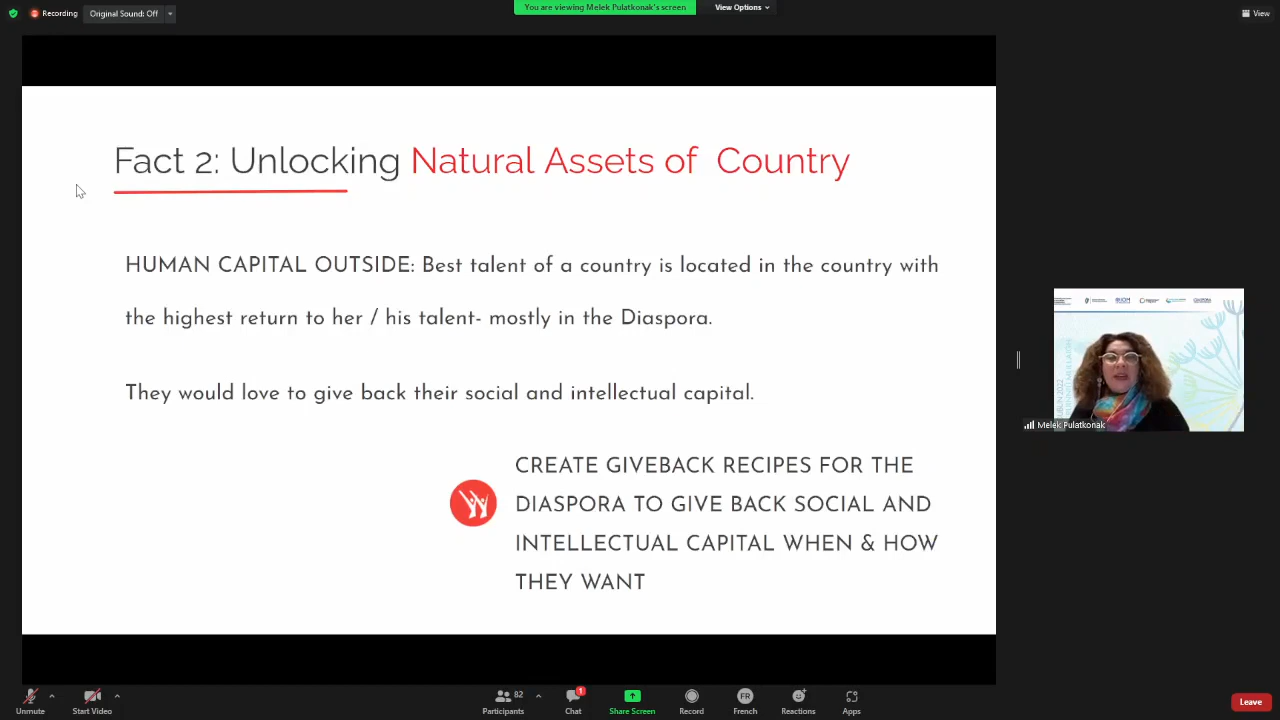 Recording
Original Sound: Off
You are viewing Melek Pulatkonak's screen
View Options
View
Fact 2: Unlocking Natural Assets of Country
HUMAN CAPITAL OUTSIDE: Best talent of a country is located in the country with
the highest return to her / his talent- mostly in the Diaspora.
They would love to give back their social and intellectual capital.
CREATE GIVEBACK RECIPES FOR THE
DIASPORA TO GIVE BACK SOCIAL AND
INTELLECTUAL CAPITAL WHEN & HOW
THEY WANT
Melek Pulatkonak
Unmute
Start Video
82
Participants
1
Chat
Share Screen
Record
FR
French
Reactions
Apps
Leave